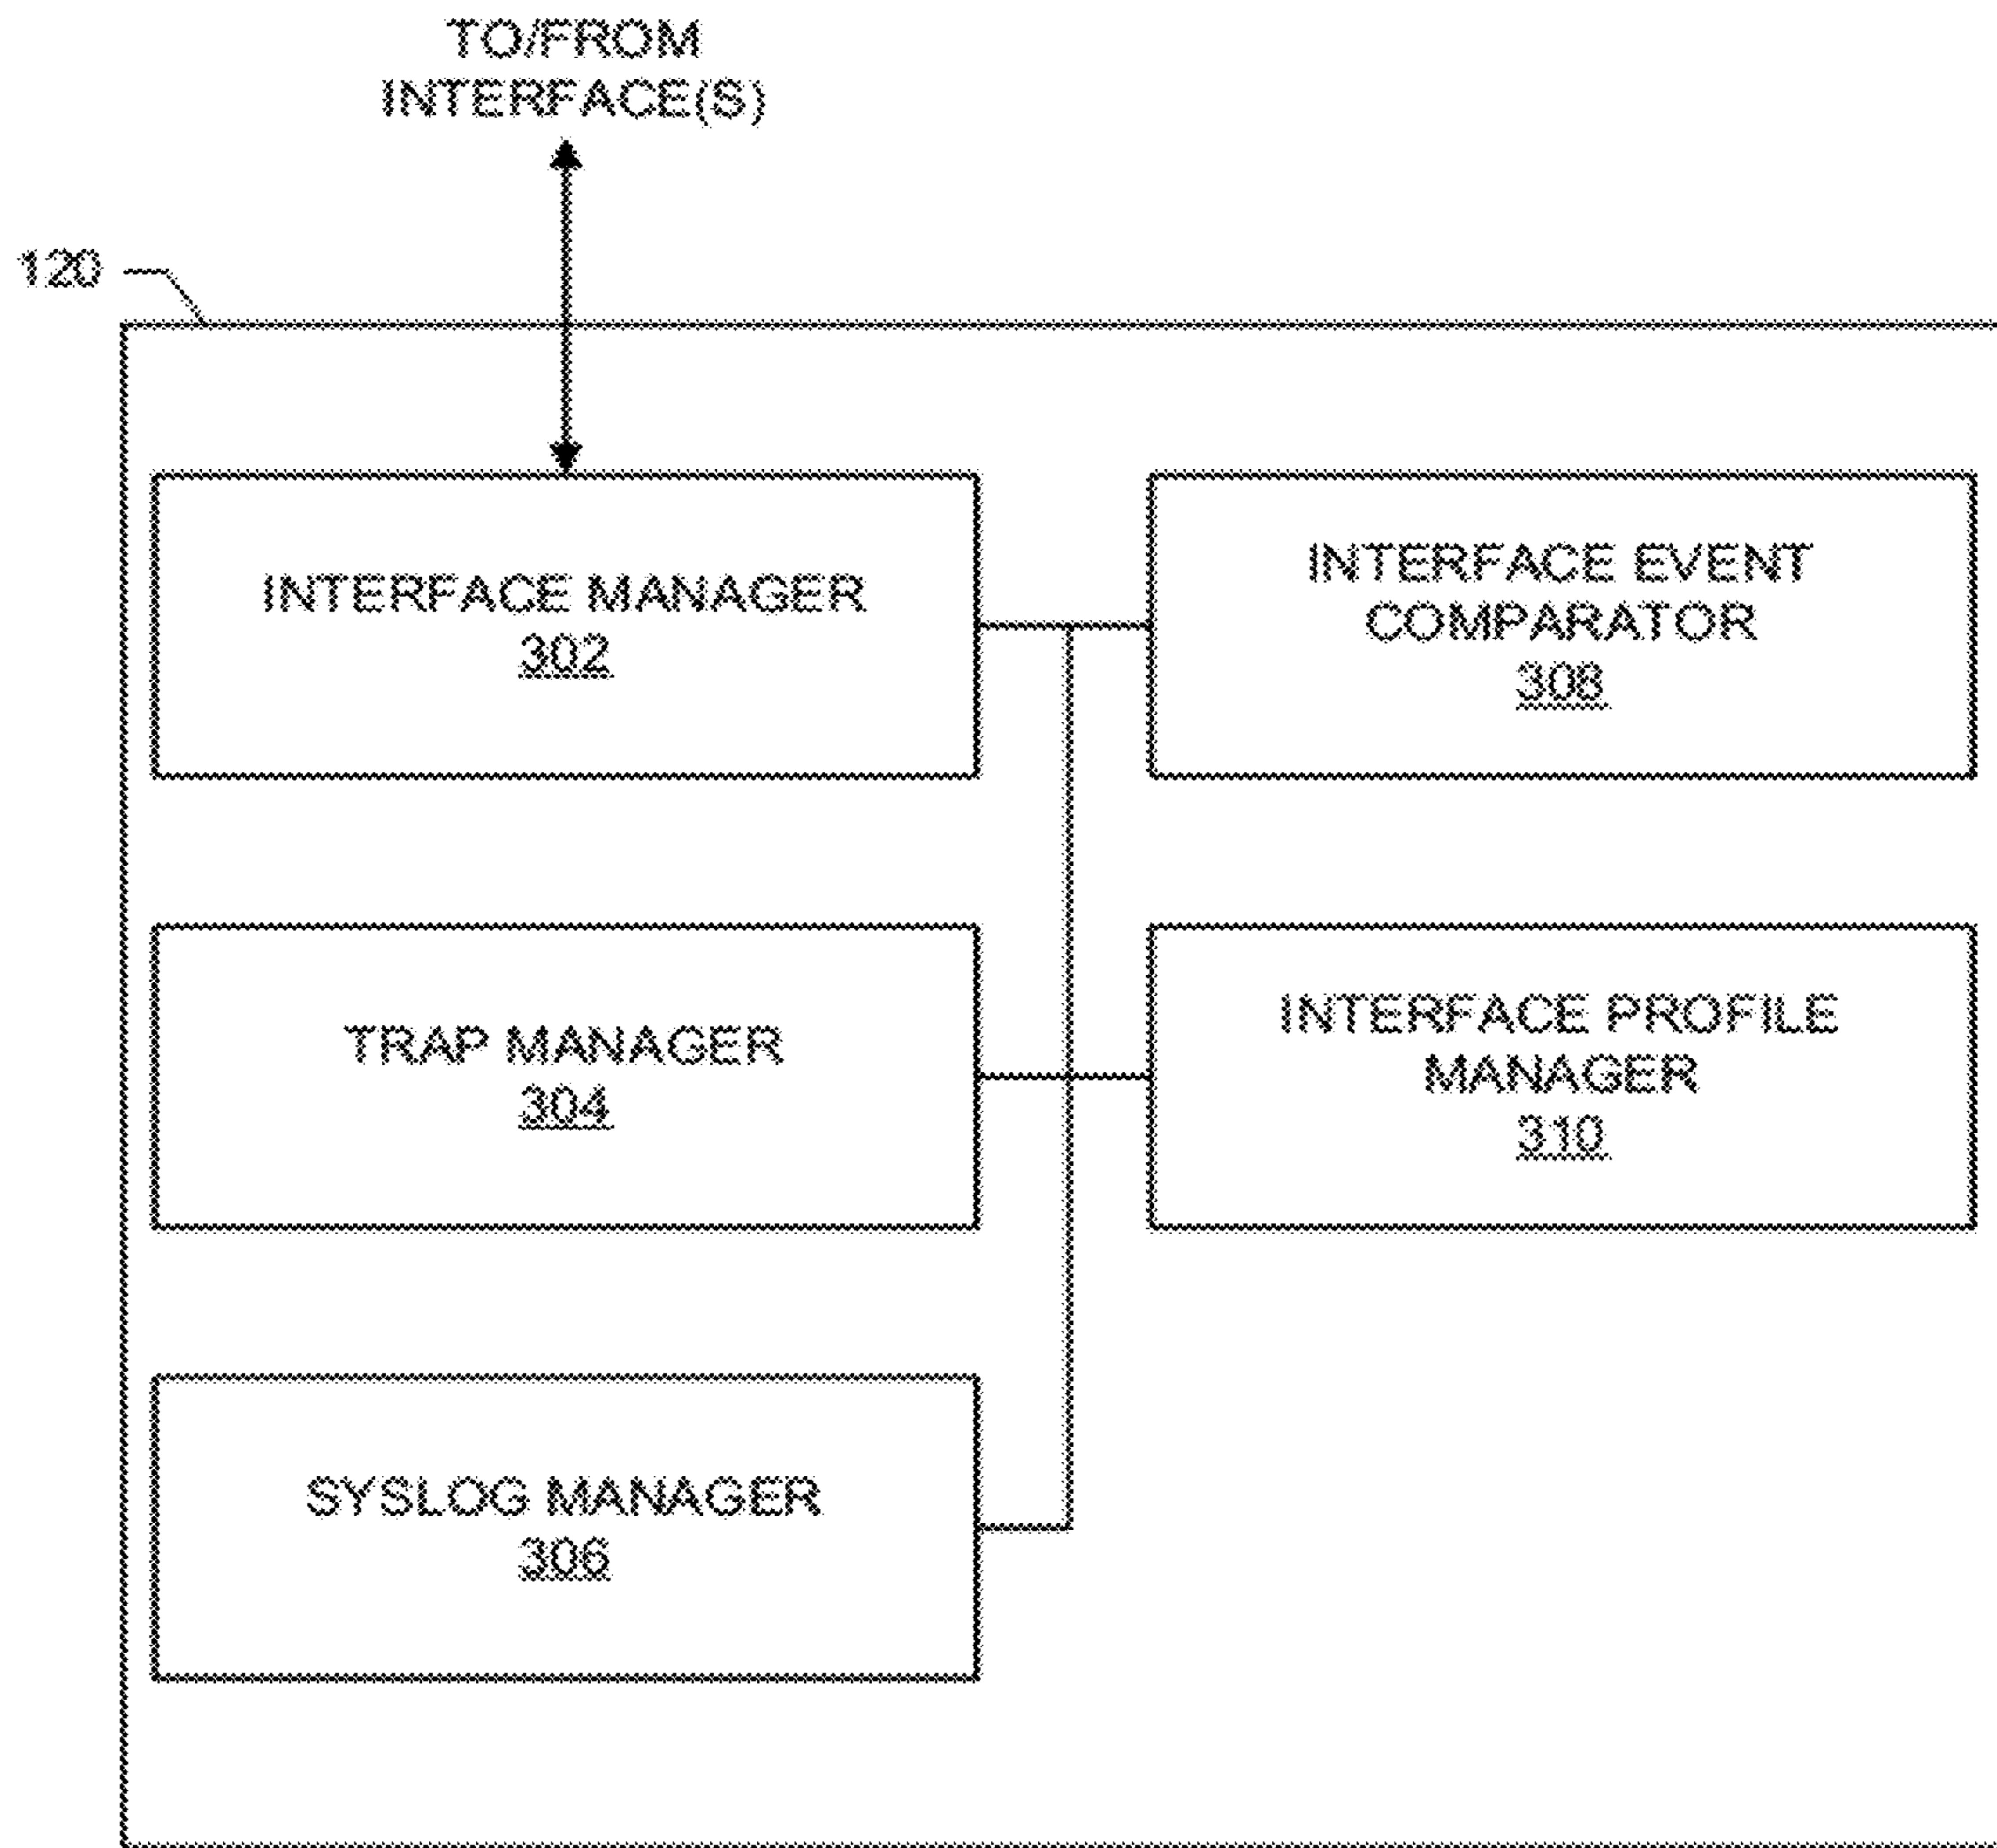 TO/FROM
INTERFACE(S)
120
INTERFACE MANAGER
302
INTERFACE EVENT
COMPARATOR
308
TRAP MANAGER
304
INTERFACE PROFILE
MANAGER
310
SYSLOG MANAGER
306